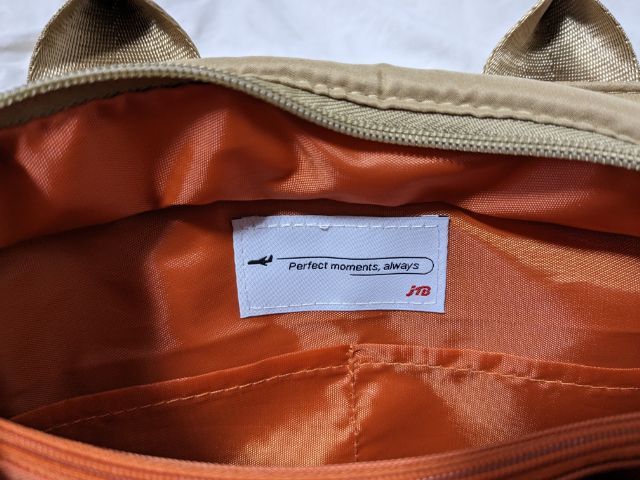 Perfect moments, always
JTB